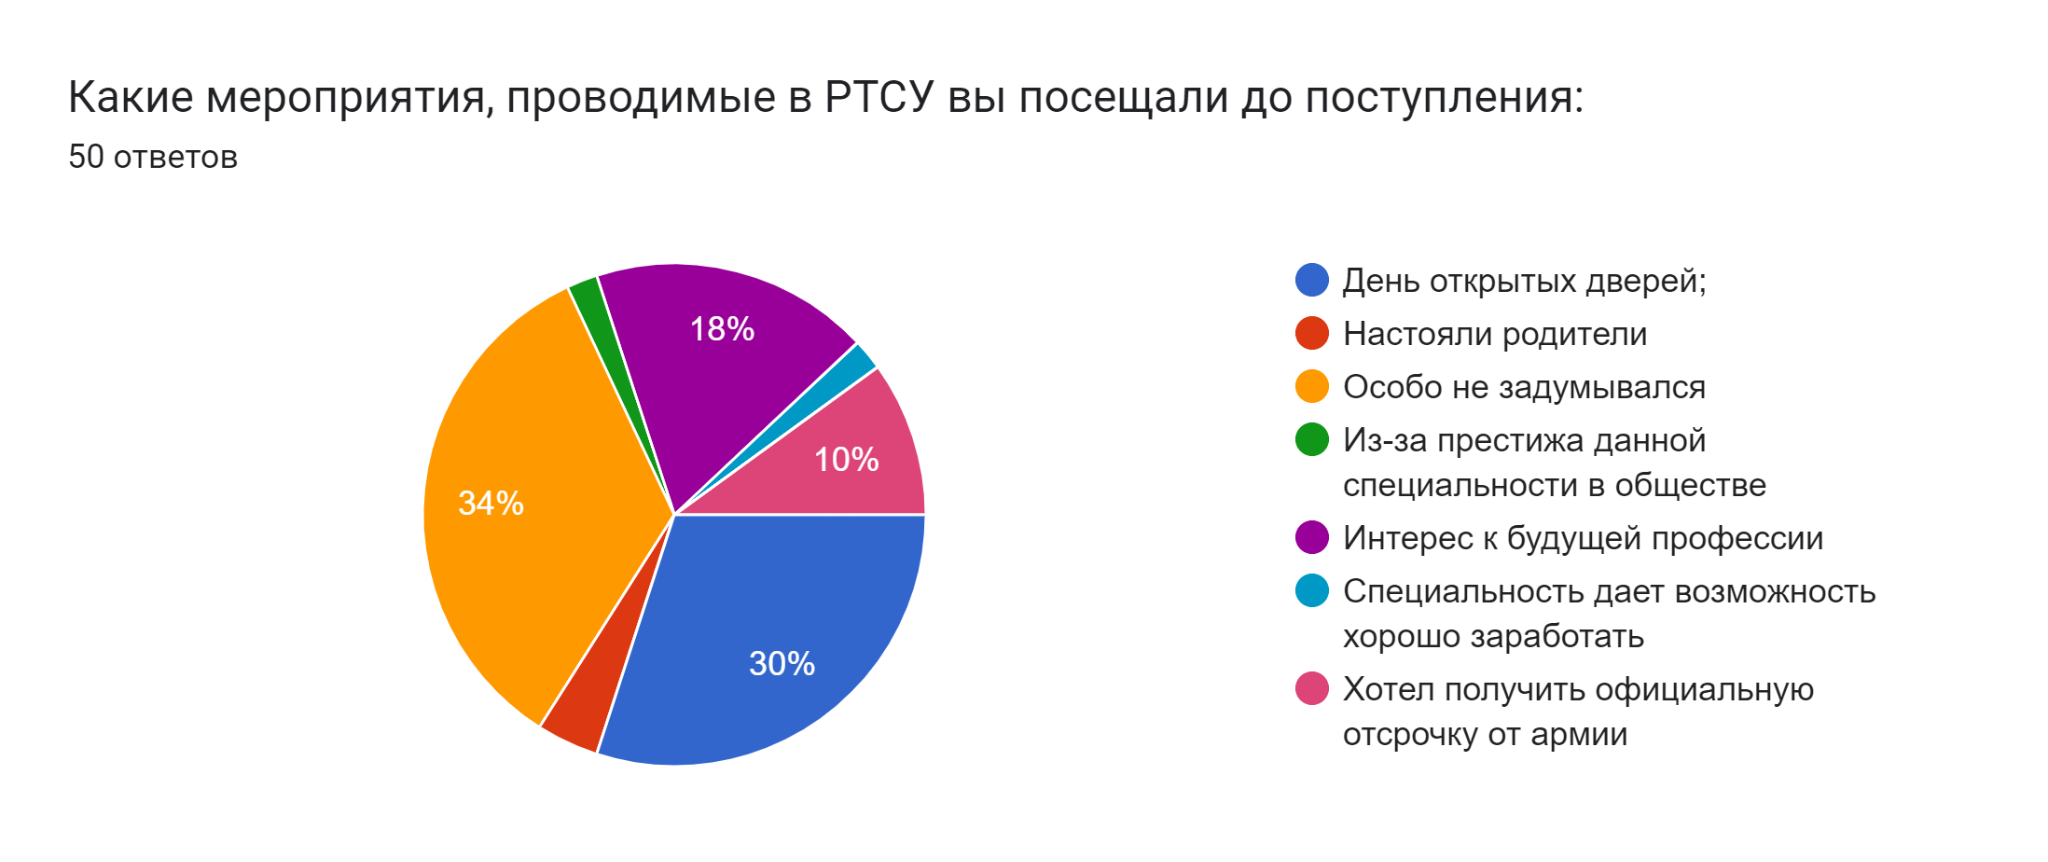 Какие мероприятия, проводимые в РТСУ вы посещали до поступления:
50 ответов
18%
10%
34%
30%
День открытых дверей;
Настояли родители
Особо не задумывался
Из-за престижа данной
специальности в обществе
Интерес к будущей профессии
Специальность дает возможность
хорошо заработать
Хотел получить официальную
отсрочку от армии